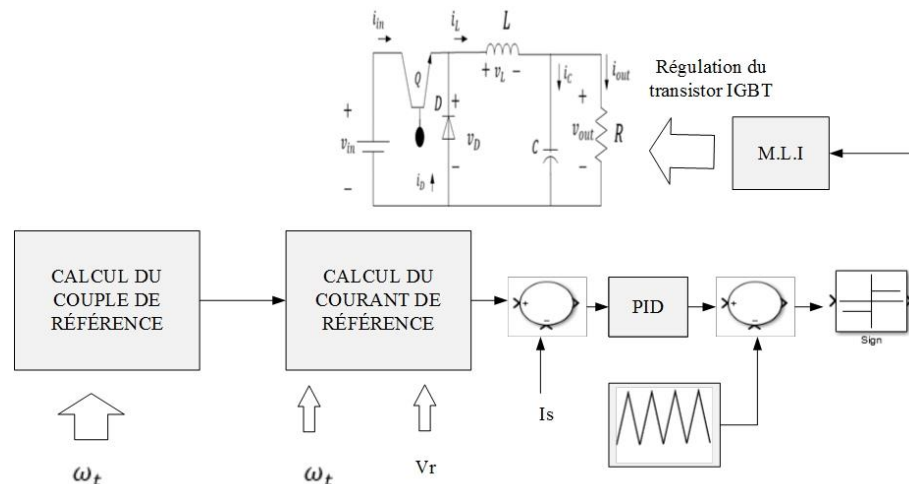 i_in
i_L
L
Q
+ v_L −
i_C
i_out
D
+
+
+
v_in
v_D
C
v_out
R
−
i_D
−
−
Régulation du
transistor IGBT
M.L.I
CALCUL DU
COUPLE DE
RÉFÉRENCE
CALCUL DU
COURANT DE
RÉFÉRENCE
+
−
PID
+
−
Sign
Is
ω_t
ω_t
Vr